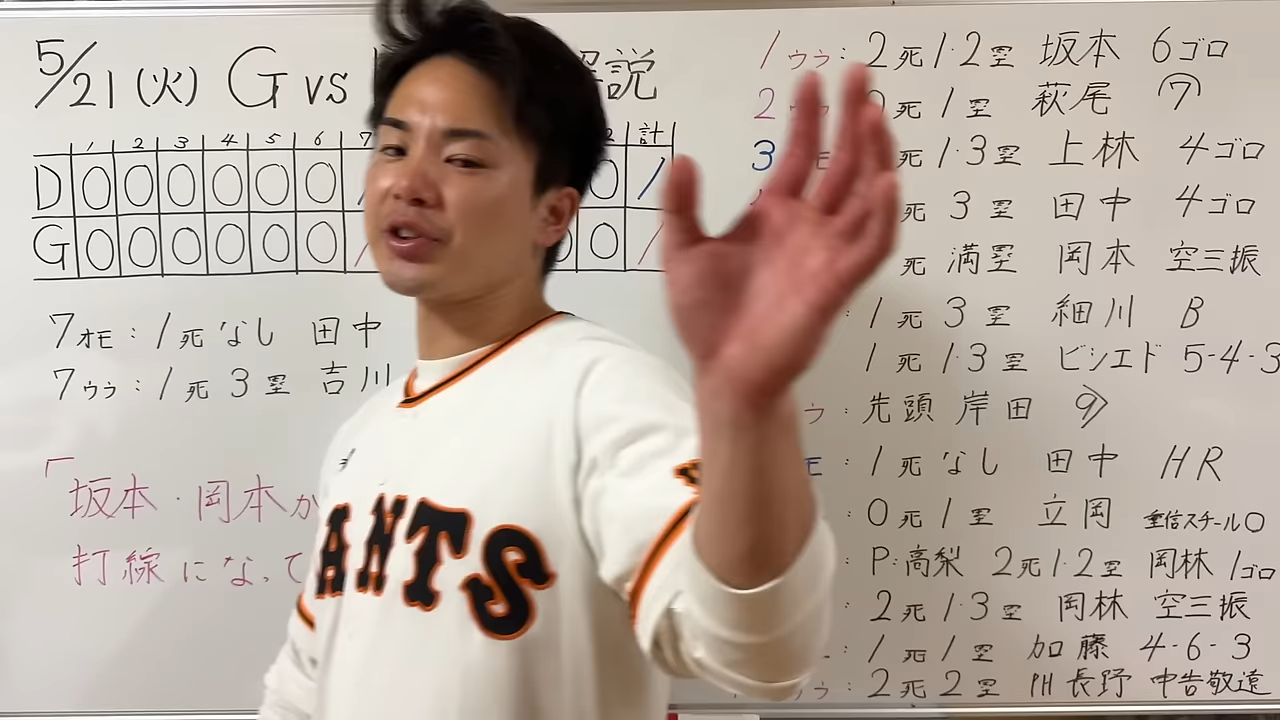 5/21(火) G vs 解説
1 2 3 4 5 6 7 計
D 0 0 0 0 0 0 0 1
G 0 0 0 0 0 0 0 1
7オモ:1死なし 田中
7ウラ:1死3塁 吉川
「坂本・岡本か
打線になって
ANTS
1ウラ:2死1・2塁 坂本 6ゴロ
2 死1塁 萩尾 7
3 モ 死1・3塁 上林 4ゴロ
死3塁 田中 4ゴロ
死満塁 岡本 空三振
:1死3塁 細川 B
1死1・3塁 ビシエド 5-4-3
ウ:先頭 岸田 9
モ:1死なし 田中 HR
:0死1塁 立岡 重信スチール○
:P:高梨 2死1・2塁 岡林 1ゴロ
:2死1・3塁 岡林 空三振
:1死1塁 加藤 4-6-3
ウラ:2死2塁 PH長野 申告敬遠